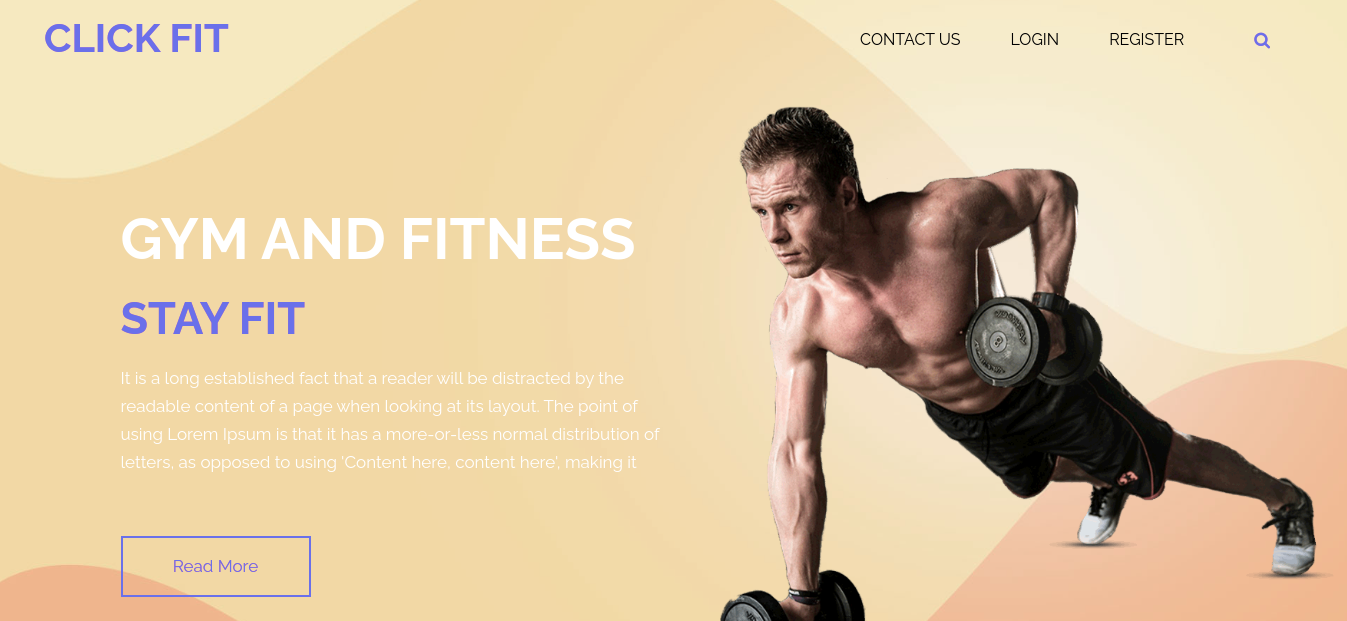 CLICK FIT
CONTACT US LOGIN REGISTER
GYM AND FITNESS
STAY FIT
It is a long established fact that a reader will be distracted by the
readable content of a page when looking at its layout. The point of
using Lorem Ipsum is that it has a more-or-less normal distribution of
letters, as opposed to using 'Content here, content here', making it
Read More